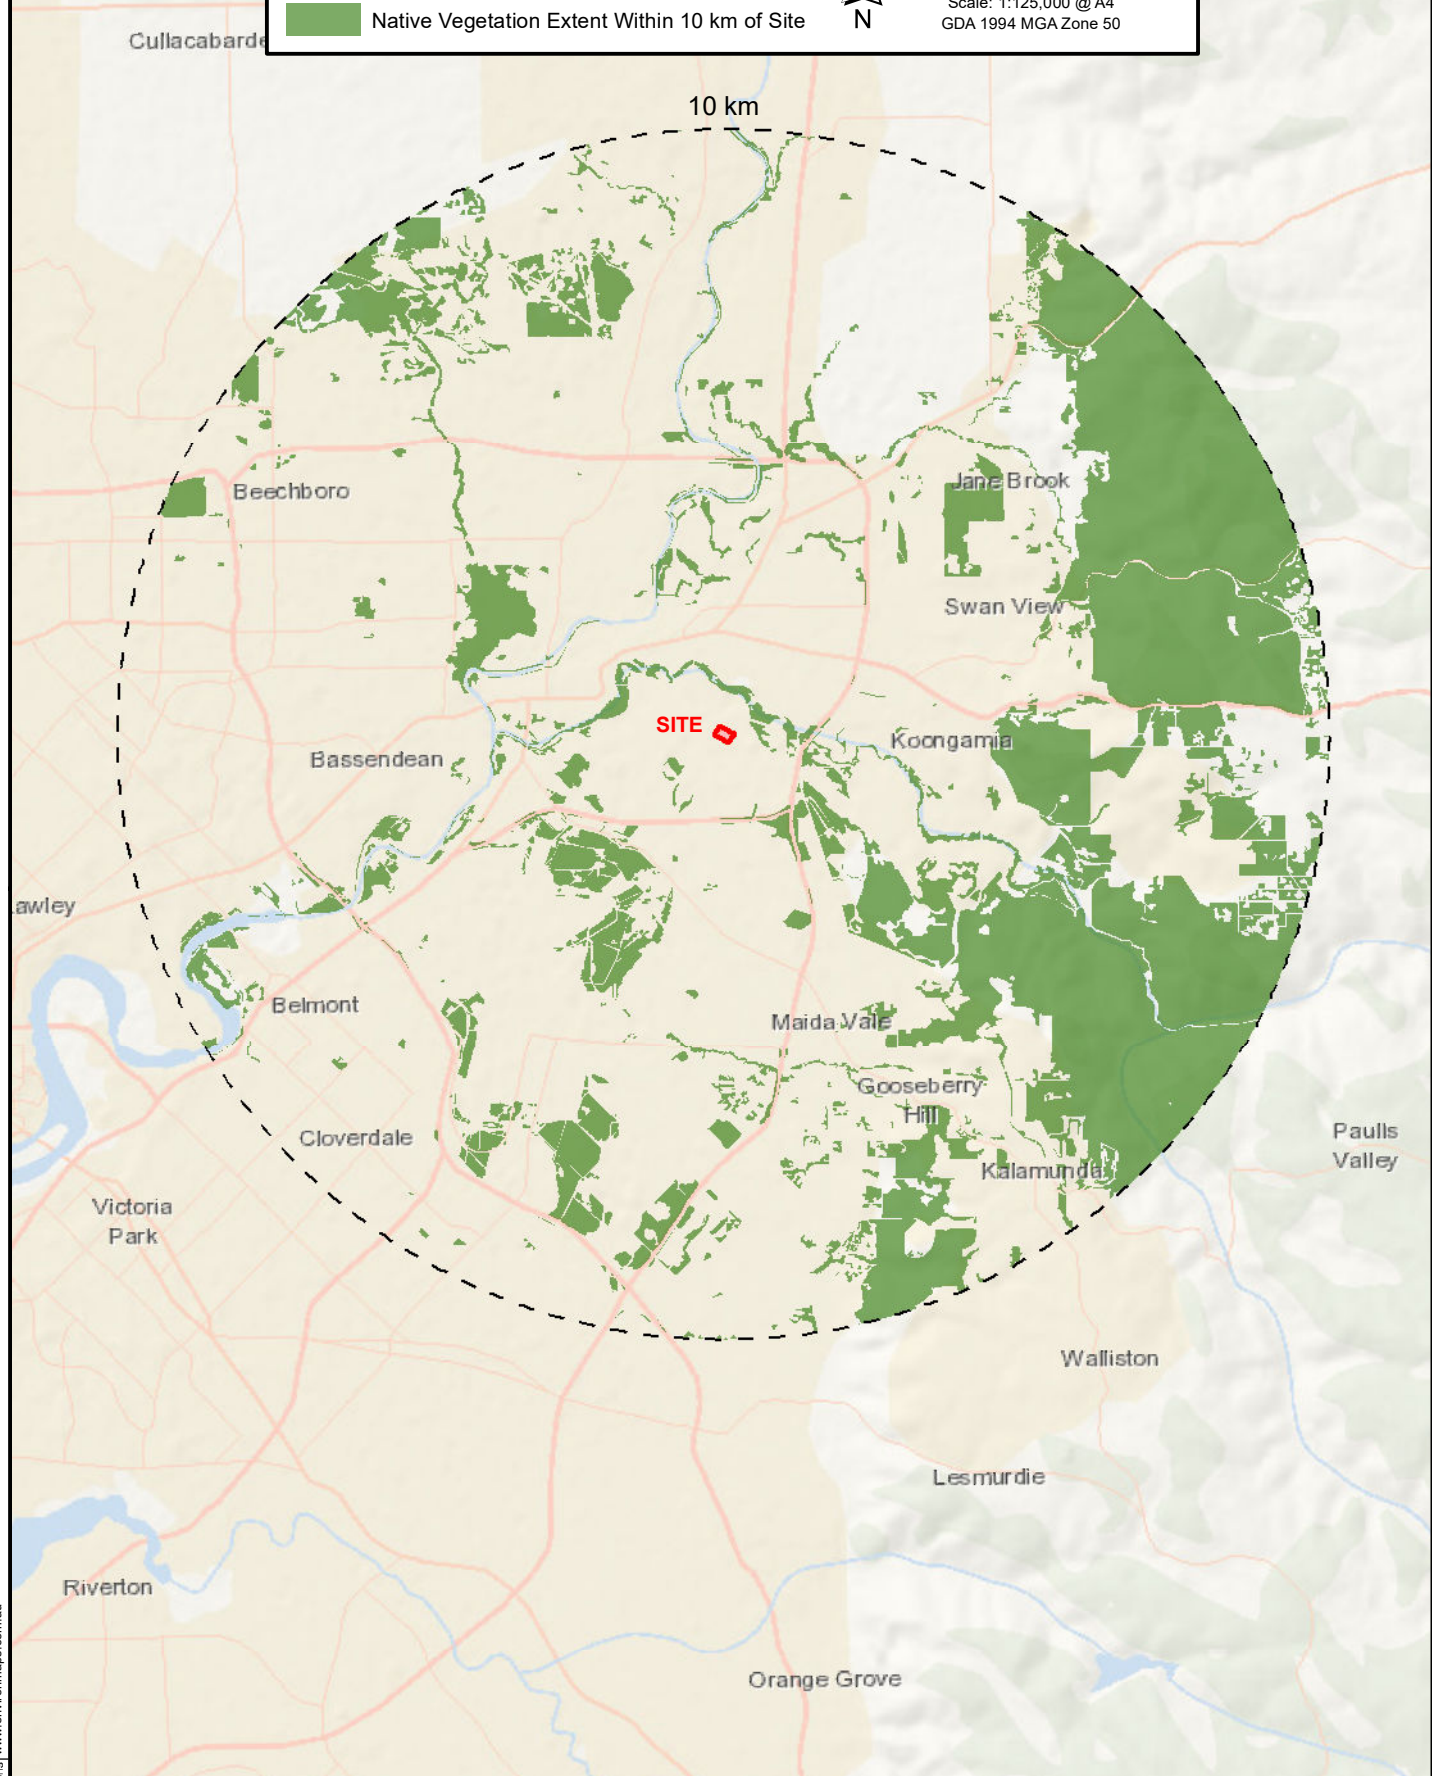 Scale: 1:125,000 @ A4
Native Vegetation Extent Within 10 km of Site
N
GDA 1994 MGA Zone 50
10 km
Jane Brook
Beechboro
Swan View
SITE
Koongamia
Bassendean
awley
Belmont
Maida Vale
Gooseberry
Hill
Cloverdale
Paulls
Valley
Kalamunda
Victoria
Park
Walliston
Lesmurdie
Riverton
Orange Grove